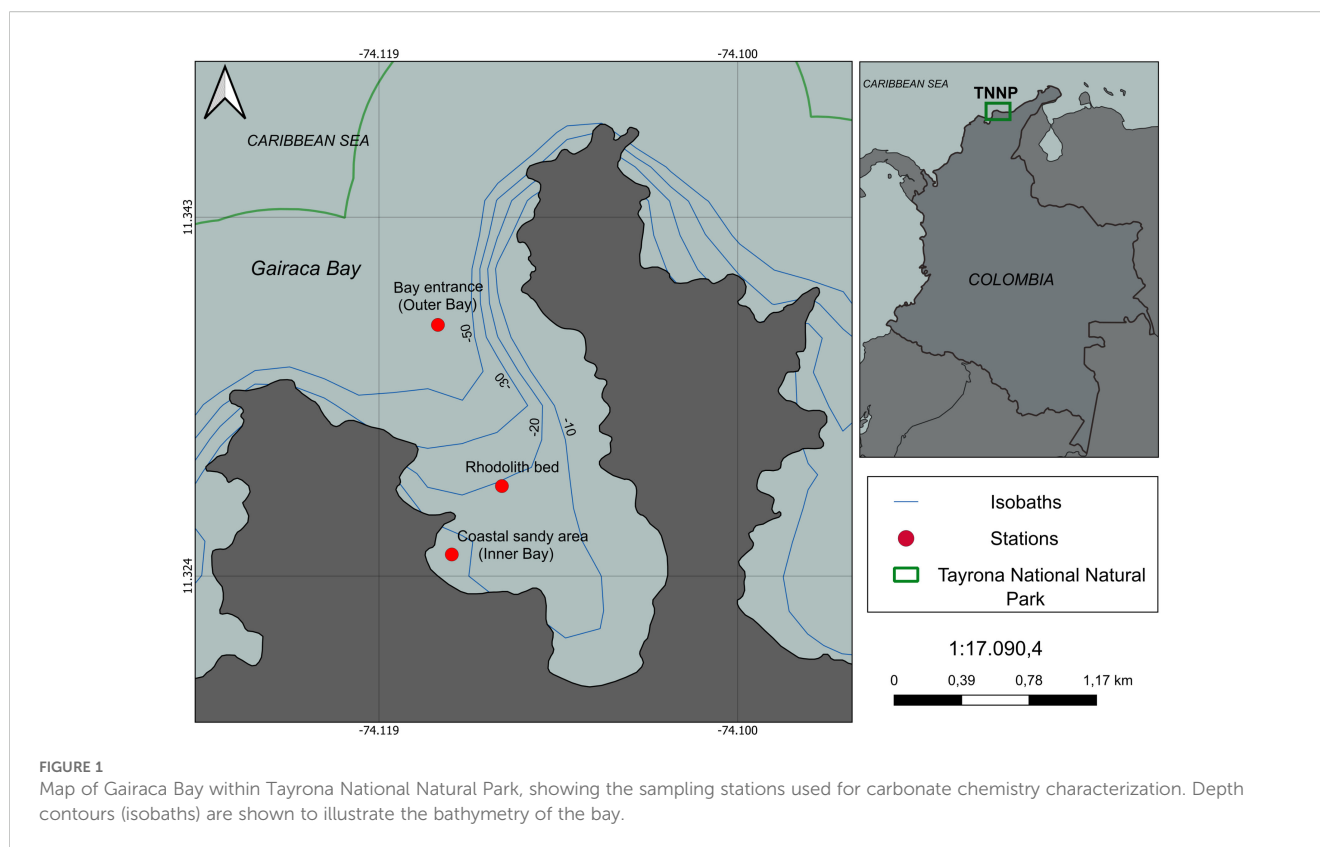 -74.119
-74.100
CARIBBEAN SEA
11.343
Gairaca Bay
Bay entrance
(Outer Bay)
-50
-30
-20
-10
Rhodolith bed
Coastal sandy area
(Inner Bay)
11.324
-74.119
-74.100
CARIBBEAN SEA
TNNP
COLOMBIA
Isobaths
Stations
Tayrona National Natural
Park
1:17.090,4
0 0,39 0,78 1,17 km
FIGURE 1
Map of Gairaca Bay within Tayrona National Natural Park, showing the sampling stations used for carbonate chemistry characterization. Depth
contours (isobaths) are shown to illustrate the bathymetry of the bay.